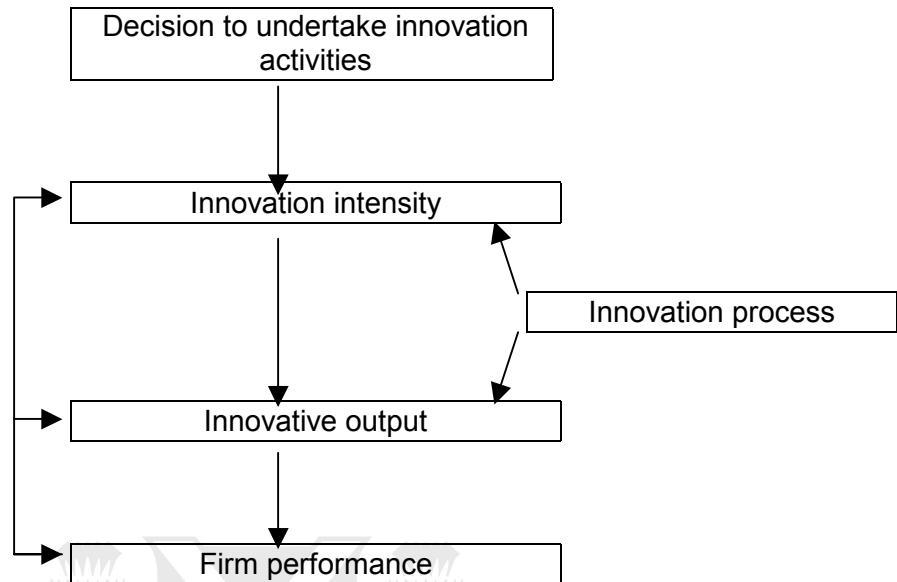 Decision to undertake innovation
activities
Innovation intensity
Innovation process
Innovative output
Firm performance